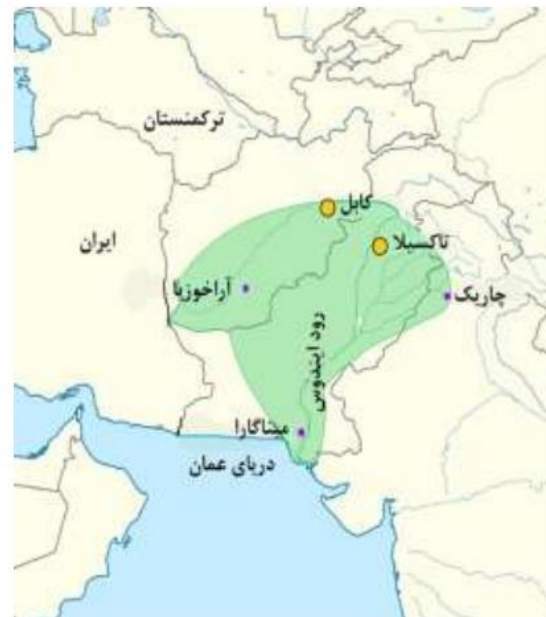 ترکمنستان
کابل
تاکسیلا
ایران
آراخوزیا
چاریک
رود ایندوس
میناگارا
دریای عمان